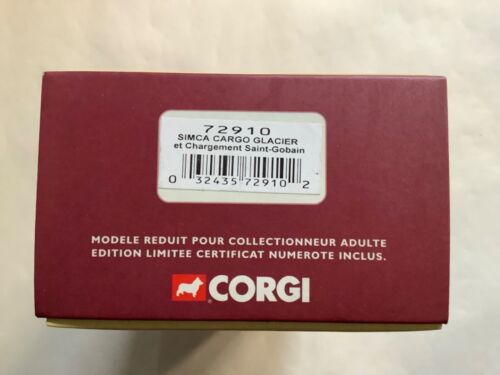 72910
SIMCA CARGO GLACIER
et Chargement Saint-Gobain
0 32435 72910 2
MODELE REDUIT POUR COLLECTIONNEUR ADULTE
EDITION LIMITEE CERTIFICAT NUMEROTE INCLUS.
® CORGI